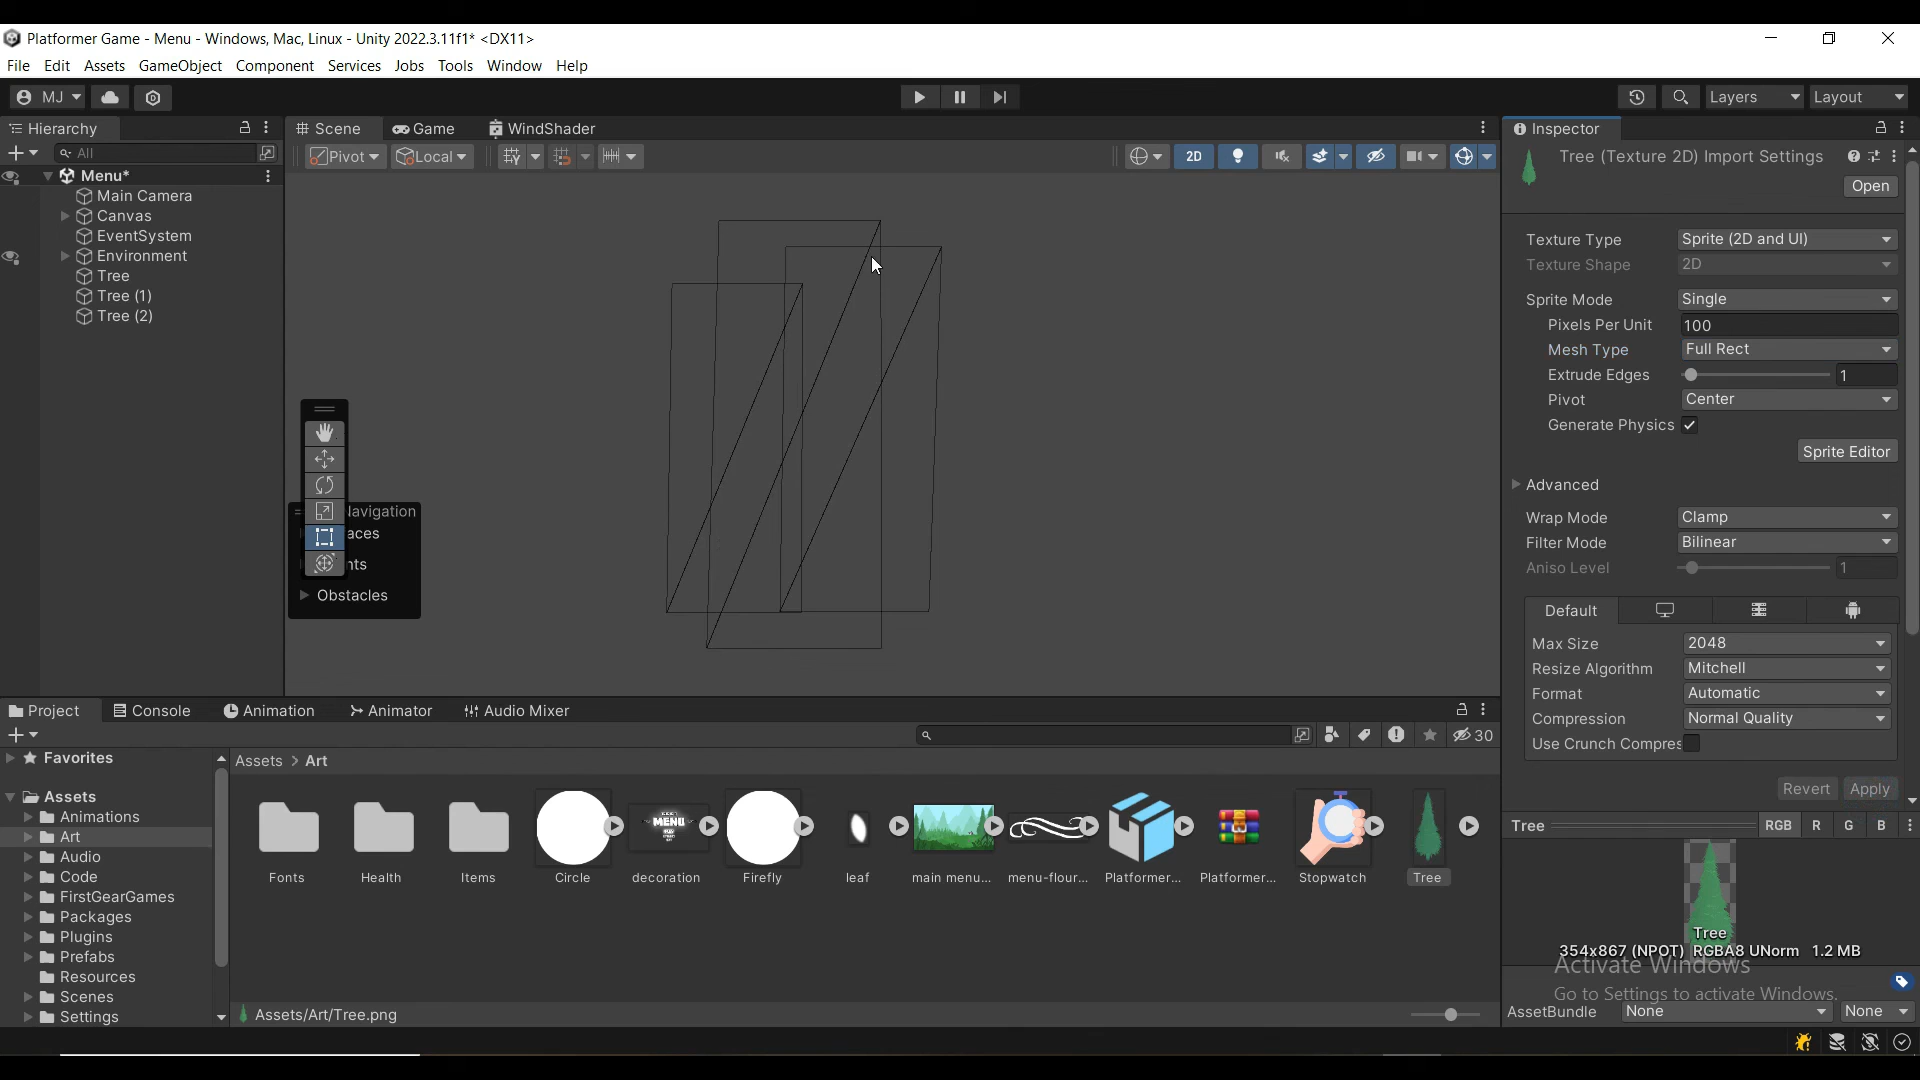 Platformer Game - Menu - Windows, Mac, Linux - Unity 2022.3.11f1* <DX11>
File Edit Assets GameObject Component Services Jobs Tools Window Help
MJ
Layers Layout
Hierarchy
All
Menu*
Main Camera
Canvas
EventSystem
Environment
Tree
Tree (1)
Tree (2)
Scene Game WindShader
Pivot Local 2D
Navigation
aces
nts
Obstacles
Inspector
Tree (Texture 2D) Import Settings
Open
Texture Type Sprite (2D and UI)
Texture Shape 2D
Sprite Mode Single
Pixels Per Unit 100
Mesh Type Full Rect
Extrude Edges 1
Pivot Center
Generate Physics
Sprite Editor
Advanced
Wrap Mode Clamp
Filter Mode Bilinear
Aniso Level 1
Default
Max Size 2048
Resize Algorithm Mitchell
Format Automatic
Compression Normal Quality
Use Crunch Compres
Revert Apply
Tree RGB R G B
Tree
354x867 (NPOT) RGBA8 UNorm 1.2 MB
Activate Windows
Go to Settings to activate Windows.
AssetBundle None None
Project Console Animation Animator Audio Mixer
30
Favorites
Assets
Animations
Art
Audio
Code
FirstGearGames
Packages
Plugins
Prefabs
Resources
Scenes
Settings
Assets > Art
MENU
Fonts Health Items Circle decoration Firefly leaf main menu... menu-flour... Platformer... Platformer... Stopwatch Tree
Assets/Art/Tree.png